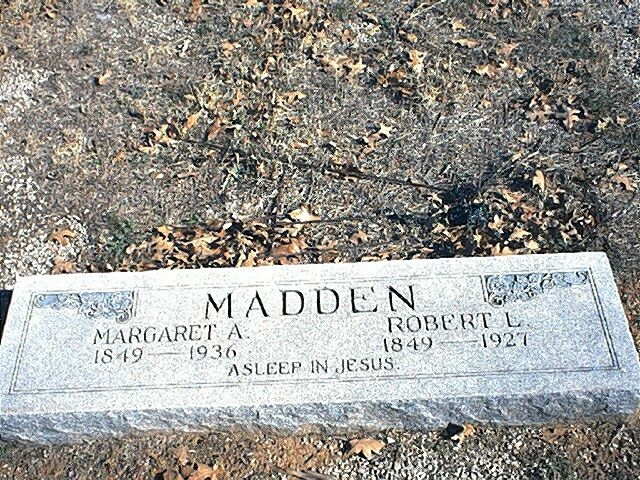 MADDEN
MARGARET A. ROBERT L.
1849 — 1936 1849 — 1927
ASLEEP IN JESUS.